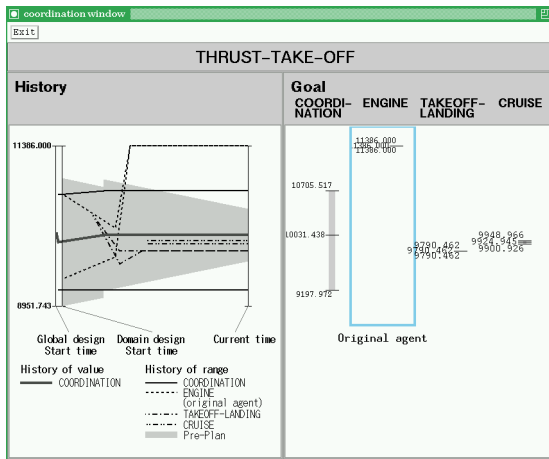 coordination window
Exit
THRUST-TAKE-OFF
History
Goal
COORDI-
NATION
ENGINE
TAKEOFF-
LANDING
CRUISE
11386.000
8951.743
Global design
Start time
Domain design
Start time
Current time
History of value
COORDINATION
History of range
COORDINATION
ENGINE
(original agent)
TAKEOFF-LANDING
CRUISE
Pre-Plan
10705.517
10031.438
9197.972
11386.000
11386.000
9790.462
9790.462
9790.462
9948.966
9924.945
9900.926
Original agent